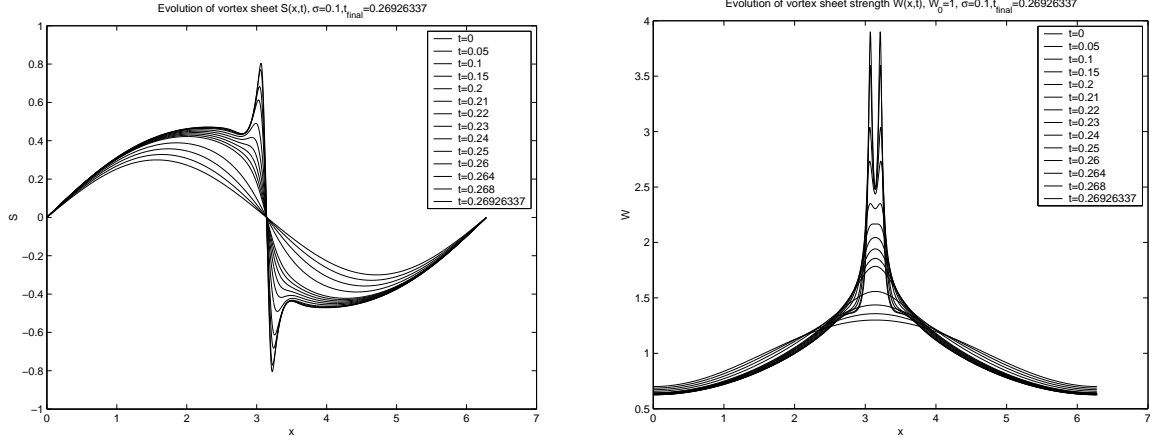 Evolution of vortex sheet S(x,t), σ=0.1,t_final=0.26926337
1
0.8
0.6
0.4
0.2
0
−0.2
−0.4
−0.6
−0.8
−1
S
0 1 2 3 4 5 6 7
x
t=0
t=0.05
t=0.1
t=0.15
t=0.2
t=0.21
t=0.22
t=0.23
t=0.24
t=0.25
t=0.26
t=0.264
t=0.268
t=0.26926337
Evolution of vortex sheet strength W(x,t), W_0=1, σ=0.1,t_final=0.26926337
4
3.5
3
2.5
2
1.5
1
0.5
W
0 1 2 3 4 5 6 7
x
t=0
t=0.05
t=0.1
t=0.15
t=0.2
t=0.21
t=0.22
t=0.23
t=0.24
t=0.25
t=0.26
t=0.264
t=0.268
t=0.26926337